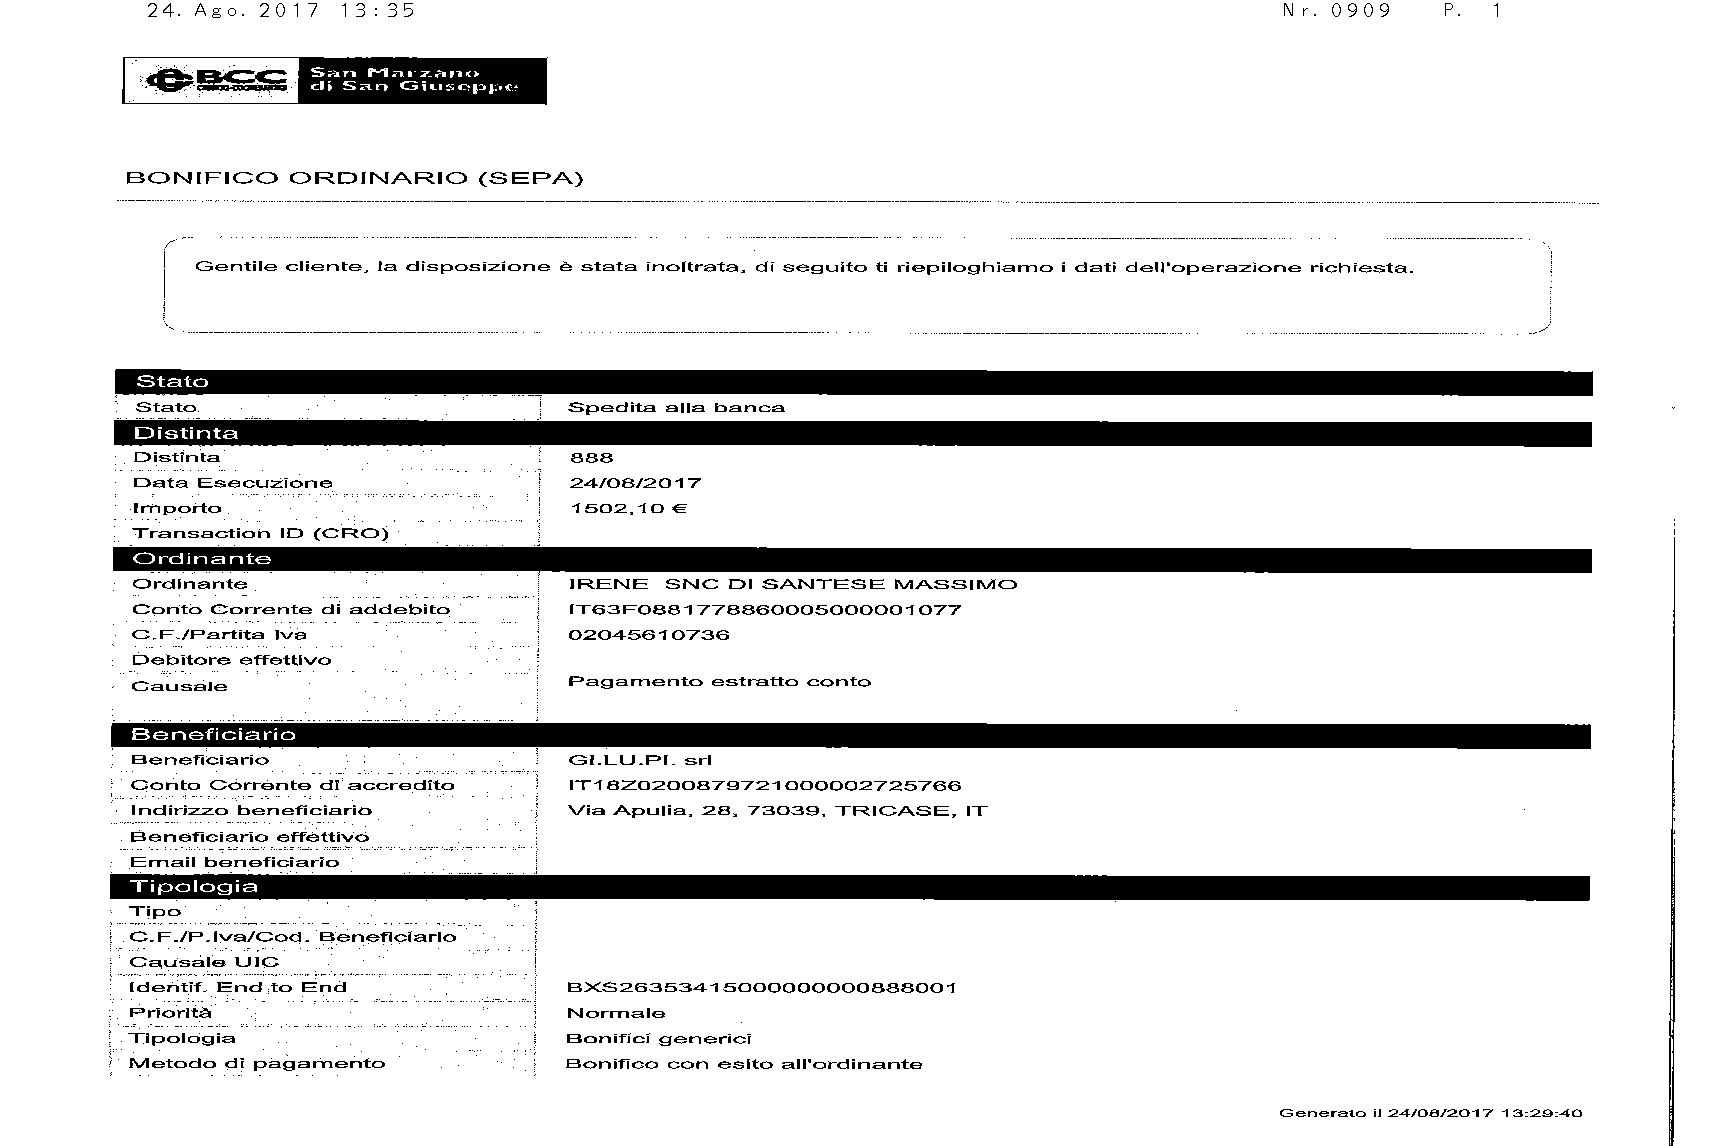 24. Ago. 2017 13:35 Nr. 0909 P. 1
BCC San Marzano
CREDITO COOPERATIVO di San Giuseppe
BONIFICO ORDINARIO (SEPA)
Gentile cliente, la disposizione è stata inoltrata, di seguito ti riepiloghiamo i dati dell'operazione richiesta.
Stato
Stato Spedita alla banca
Distinta
Distinta 888
Data Esecuzione 24/08/2017
Importo 1502,10 €
Transaction ID (CRO)
Ordinante
Ordinante IRENE SNC DI SANTESE MASSIMO
Conto Corrente di addebito IT63F0881778860005000001077
C.F./Partita Iva 02045610736
Debitore effettivo
Causale Pagamento estratto conto
Beneficiario
Beneficiario GI.LU.PI. srl
Conto Corrente di accredito IT18Z0200879721000002725766
Indirizzo beneficiario Via Apulia, 28, 73039, TRICASE, IT
Beneficiario effettivo
Email beneficiario
Tipologia
Tipo
C.F./P.Iva/Cod. Beneficiario
Causale UIC
Identif. End to End BXS26353415000000000888001
Priorità Normale
Tipologia Bonifici generici
Metodo di pagamento Bonifico con esito all'ordinante
Generato il 24/08/2017 13:29:40